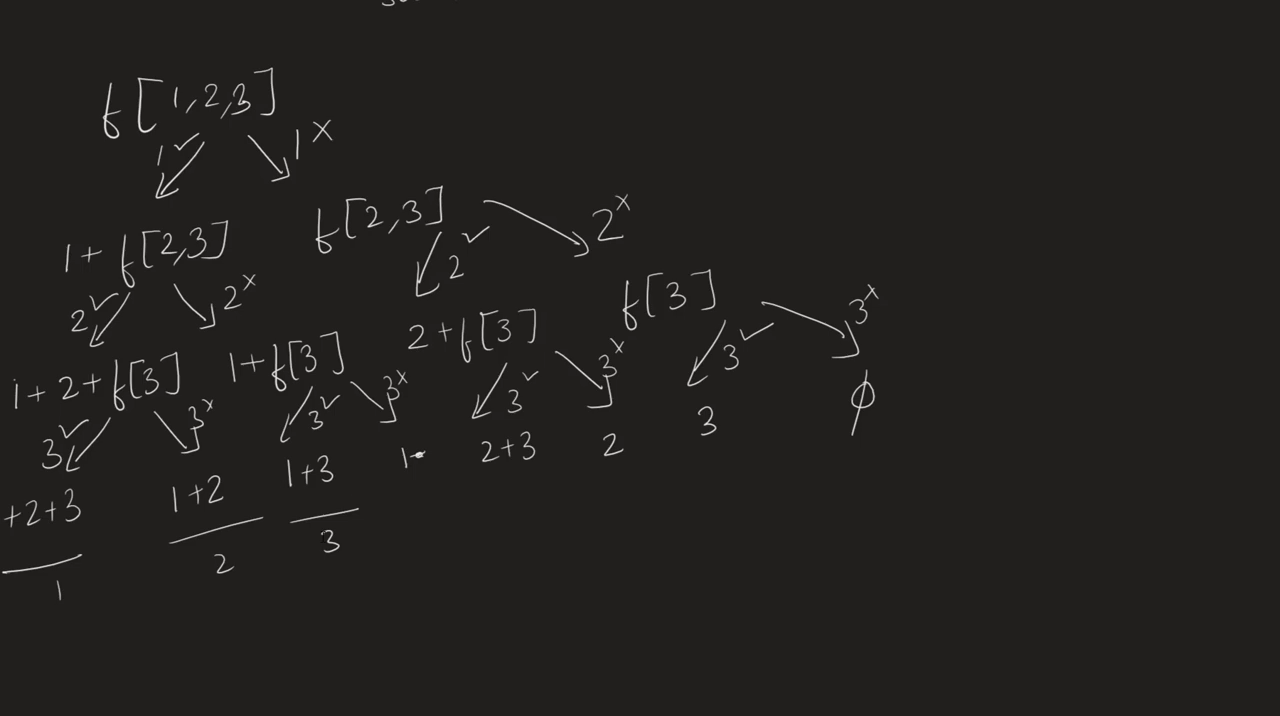 f[1,2,3]
1✓ 1×
f[2,3] 2×
1+ f[2,3] 2✓
2✓ 2× f[3] 3×
2+f[3] 3✓
1+f[3] 3×
1+2+f[3] 3✓ 3× 3✓
3✓ 3× 3 ϕ
1+3 1- 2+3 2
+2+3 1+2
1 2 3